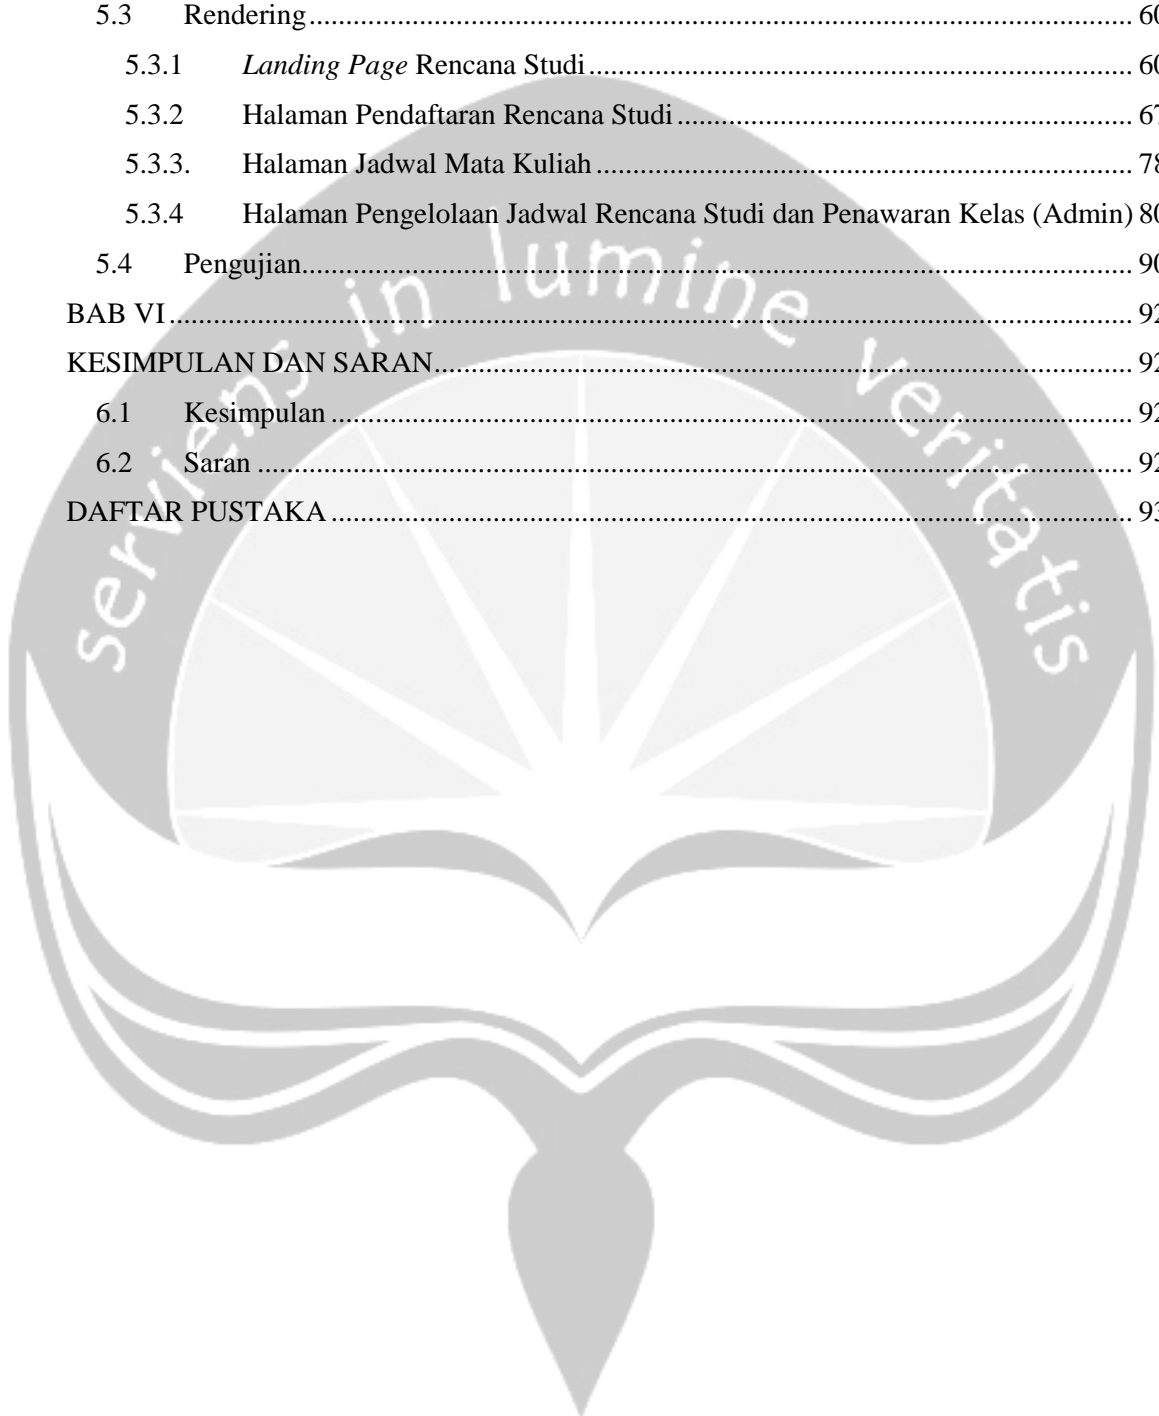 5.3 Rendering 60
5.3.1 Landing Page Rencana Studi 60
5.3.2 Halaman Pendaftaran Rencana Studi 67
5.3.3. Halaman Jadwal Mata Kuliah 78
5.3.4 Halaman Pengelolaan Jadwal Rencana Studi dan Penawaran Kelas (Admin) 80
5.4 Pengujian 90
BAB VI 92
KESIMPULAN DAN SARAN 92
6.1 Kesimpulan 92
6.2 Saran 92
DAFTAR PUSTAKA 93
serviens in lumine veritatis